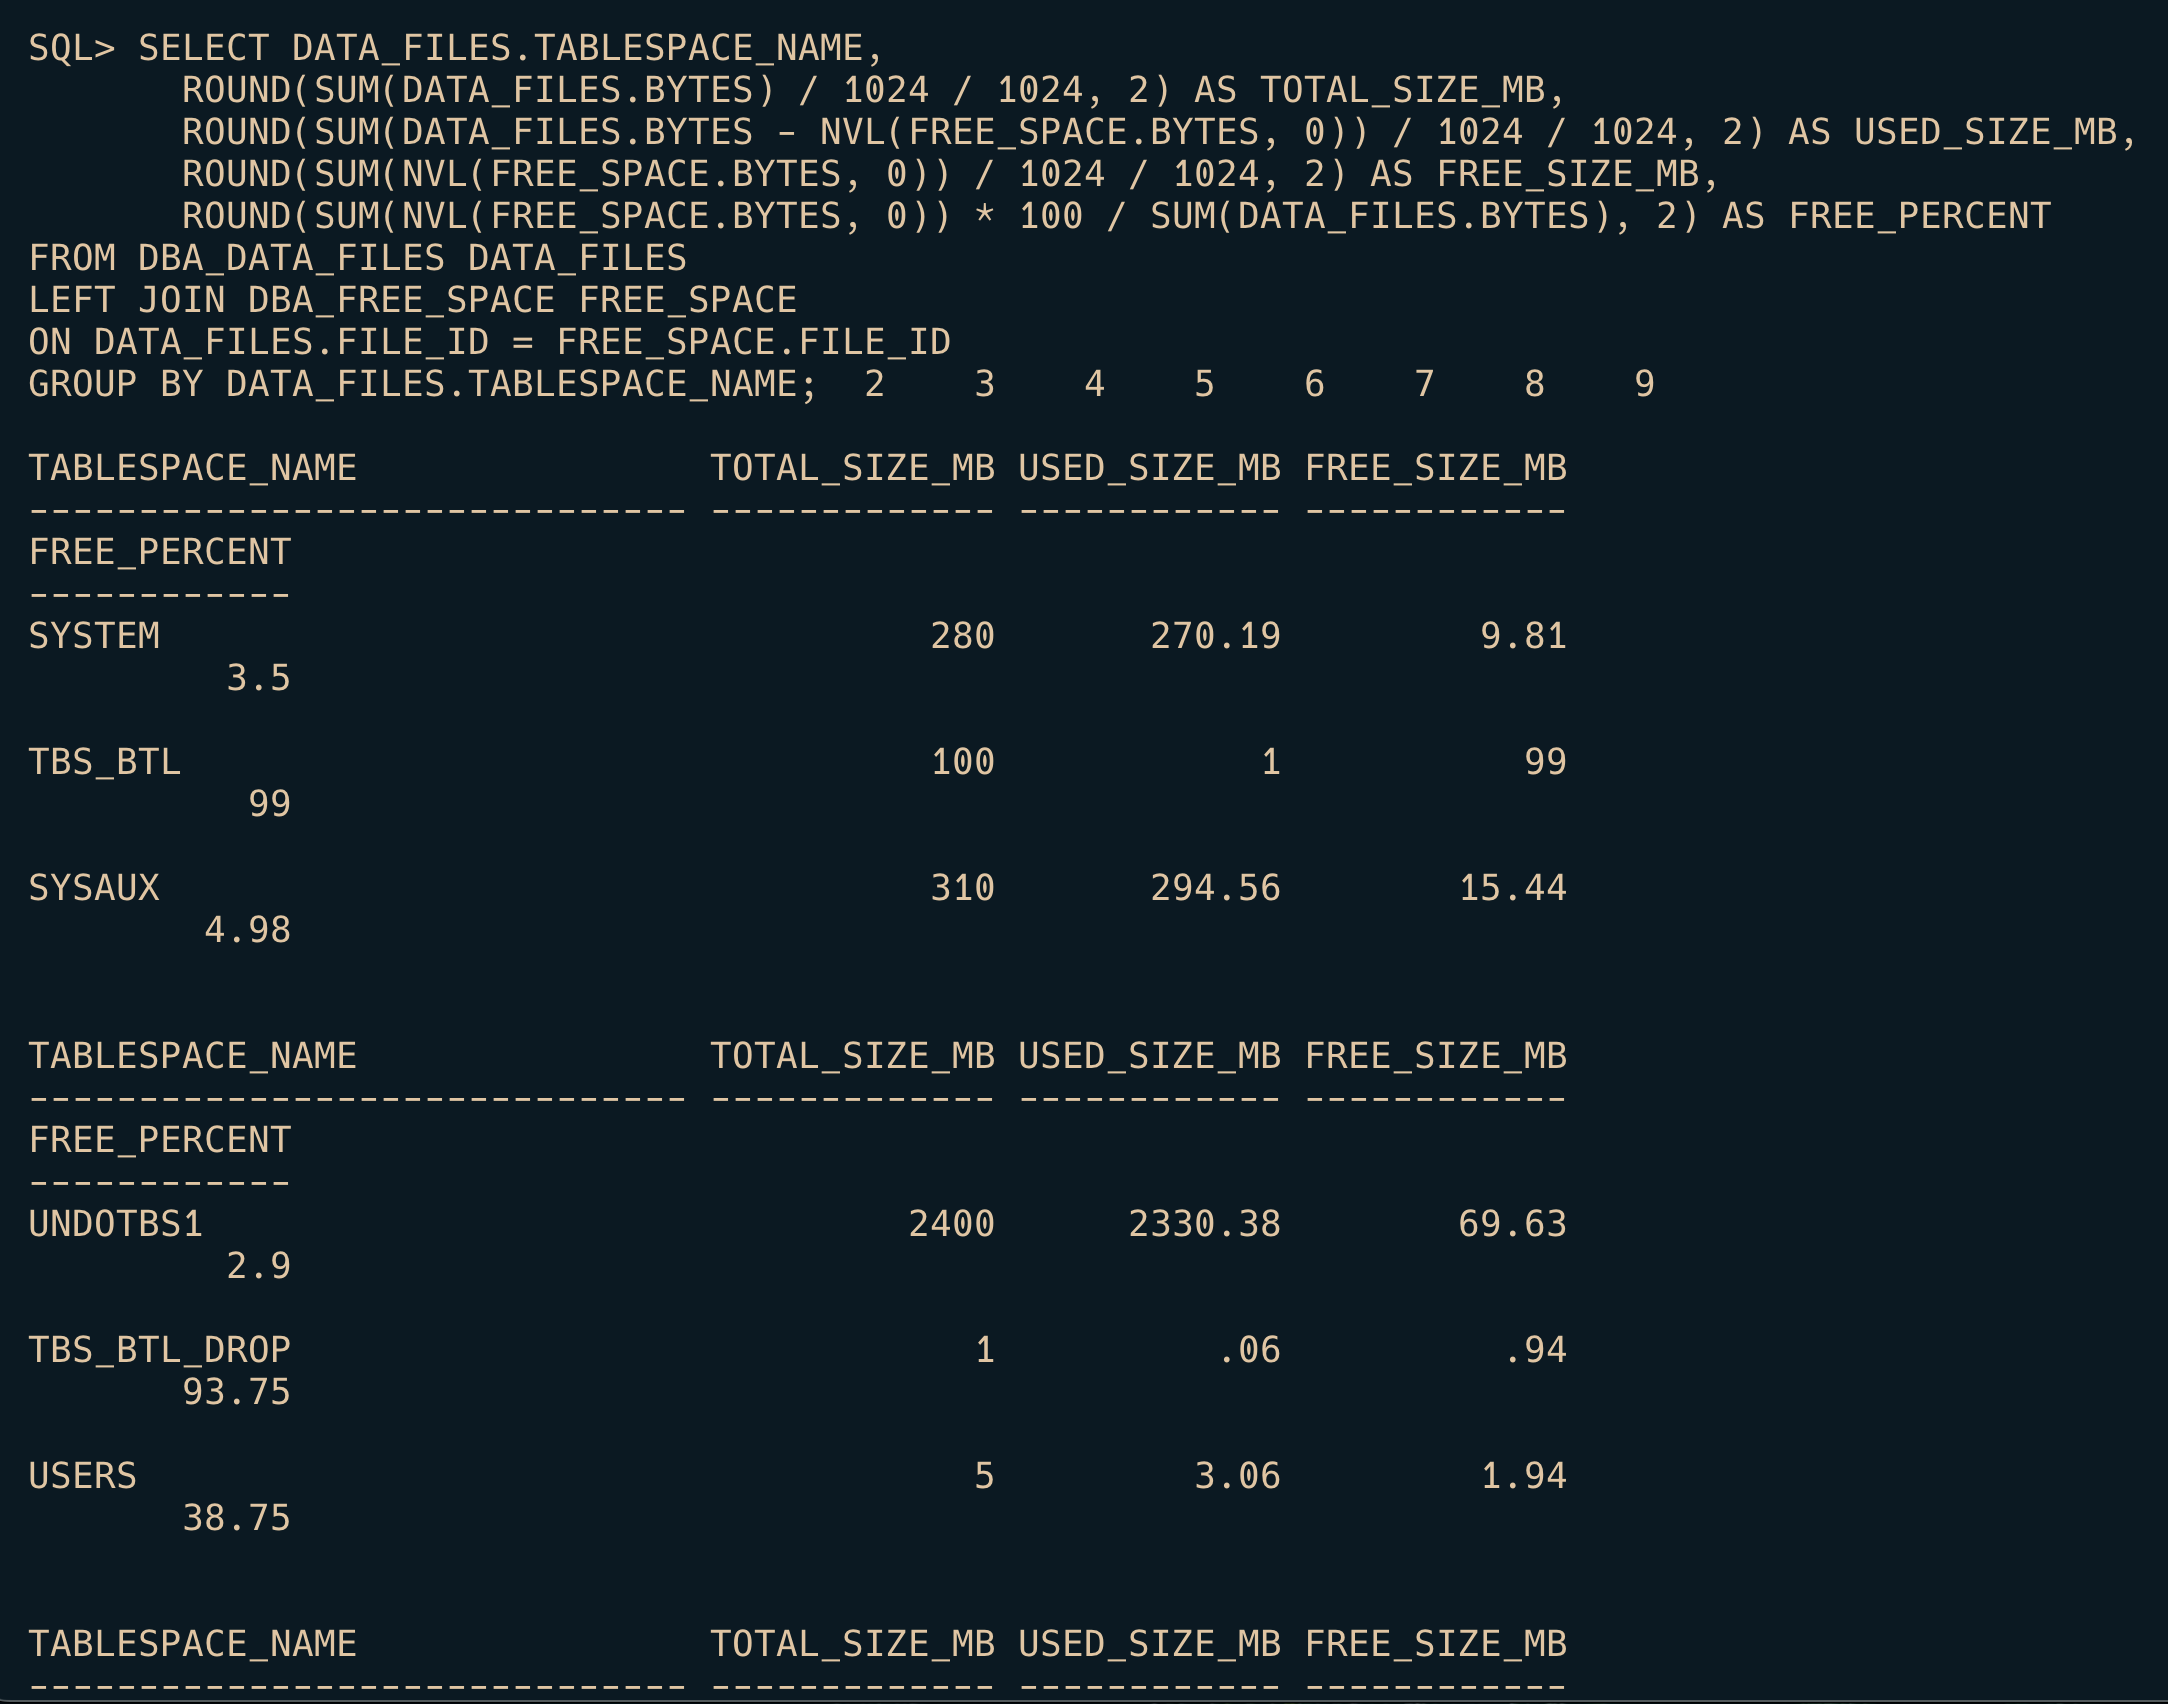 SQL> SELECT DATA_FILES.TABLESPACE_NAME,
       ROUND(SUM(DATA_FILES.BYTES) / 1024 / 1024, 2) AS TOTAL_SIZE_MB,
       ROUND(SUM(DATA_FILES.BYTES - NVL(FREE_SPACE.BYTES, 0)) / 1024 / 1024, 2) AS USED_SIZE_MB,
       ROUND(SUM(NVL(FREE_SPACE.BYTES, 0)) / 1024 / 1024, 2) AS FREE_SIZE_MB,
       ROUND(SUM(NVL(FREE_SPACE.BYTES, 0)) * 100 / SUM(DATA_FILES.BYTES), 2) AS FREE_PERCENT
FROM DBA_DATA_FILES DATA_FILES
LEFT JOIN DBA_FREE_SPACE FREE_SPACE
ON DATA_FILES.FILE_ID = FREE_SPACE.FILE_ID
GROUP BY DATA_FILES.TABLESPACE_NAME;  2    3    4    5    6    7    8    9

TABLESPACE_NAME                TOTAL_SIZE_MB USED_SIZE_MB FREE_SIZE_MB
------------------------------ ------------- ------------ ------------
FREE_PERCENT
------------
SYSTEM                                   280       270.19         9.81
         3.5

TBS_BTL                                  100            1           99
          99

SYSAUX                                   310       294.56        15.44
        4.98


TABLESPACE_NAME                TOTAL_SIZE_MB USED_SIZE_MB FREE_SIZE_MB
------------------------------ ------------- ------------ ------------
FREE_PERCENT
------------
UNDOTBS1                                2400      2330.38        69.63
         2.9

TBS_BTL_DROP                               1          .06          .94
       93.75

USERS                                      5         3.06         1.94
       38.75


TABLESPACE_NAME                TOTAL_SIZE_MB USED_SIZE_MB FREE_SIZE_MB
------------------------------ ------------- ------------ ------------